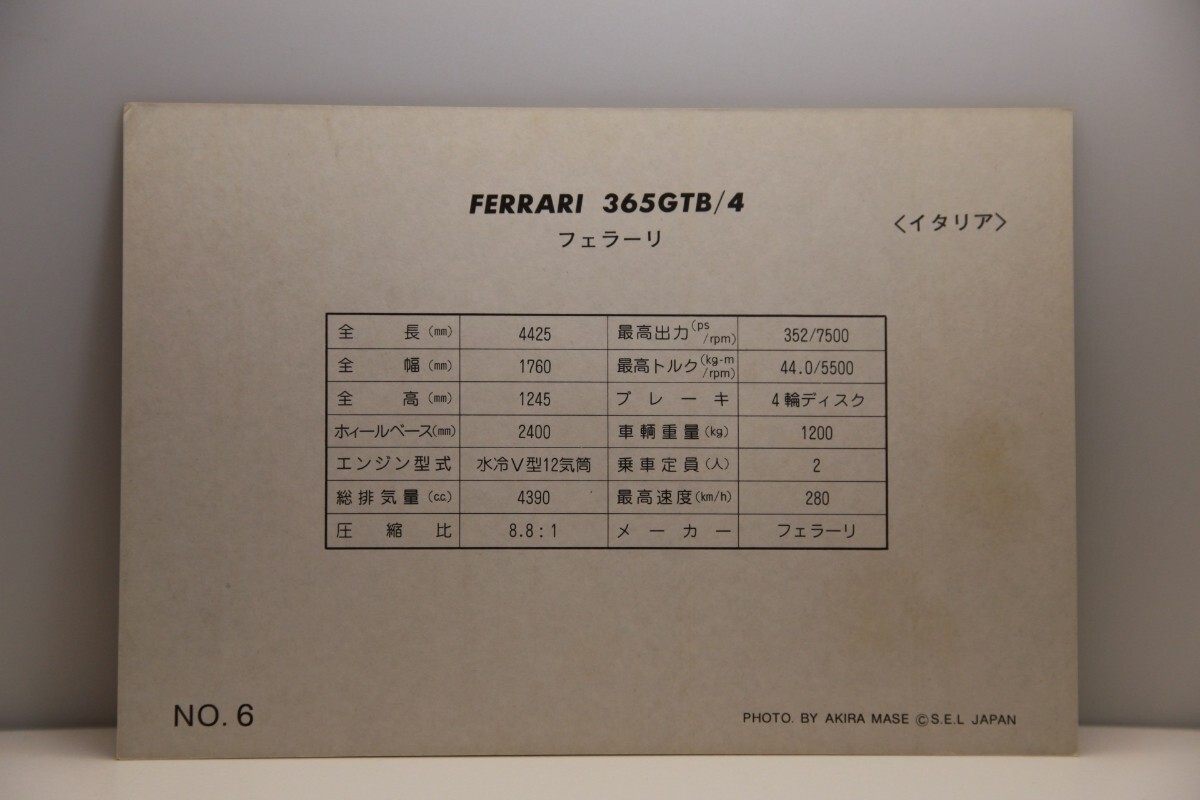 FERRARI 365GTB/4
フェラーリ
〈イタリア〉
全長(mm) 4425 最高出力(ps/rpm) 352/7500
全幅(mm) 1760 最高トルク(kg-m/rpm) 44.0/5500
全高(mm) 1245 ブレーキ 4輪ディスク
ホィールベース(mm) 2400 車輌重量(kg) 1200
エンジン型式 水冷V型12気筒 乗車定員(人) 2
総排気量(c.c.) 4390 最高速度(km/h) 280
圧縮比 8.8:1 メーカー フェラーリ
NO. 6
PHOTO. BY AKIRA MASE ©S.E.L JAPAN